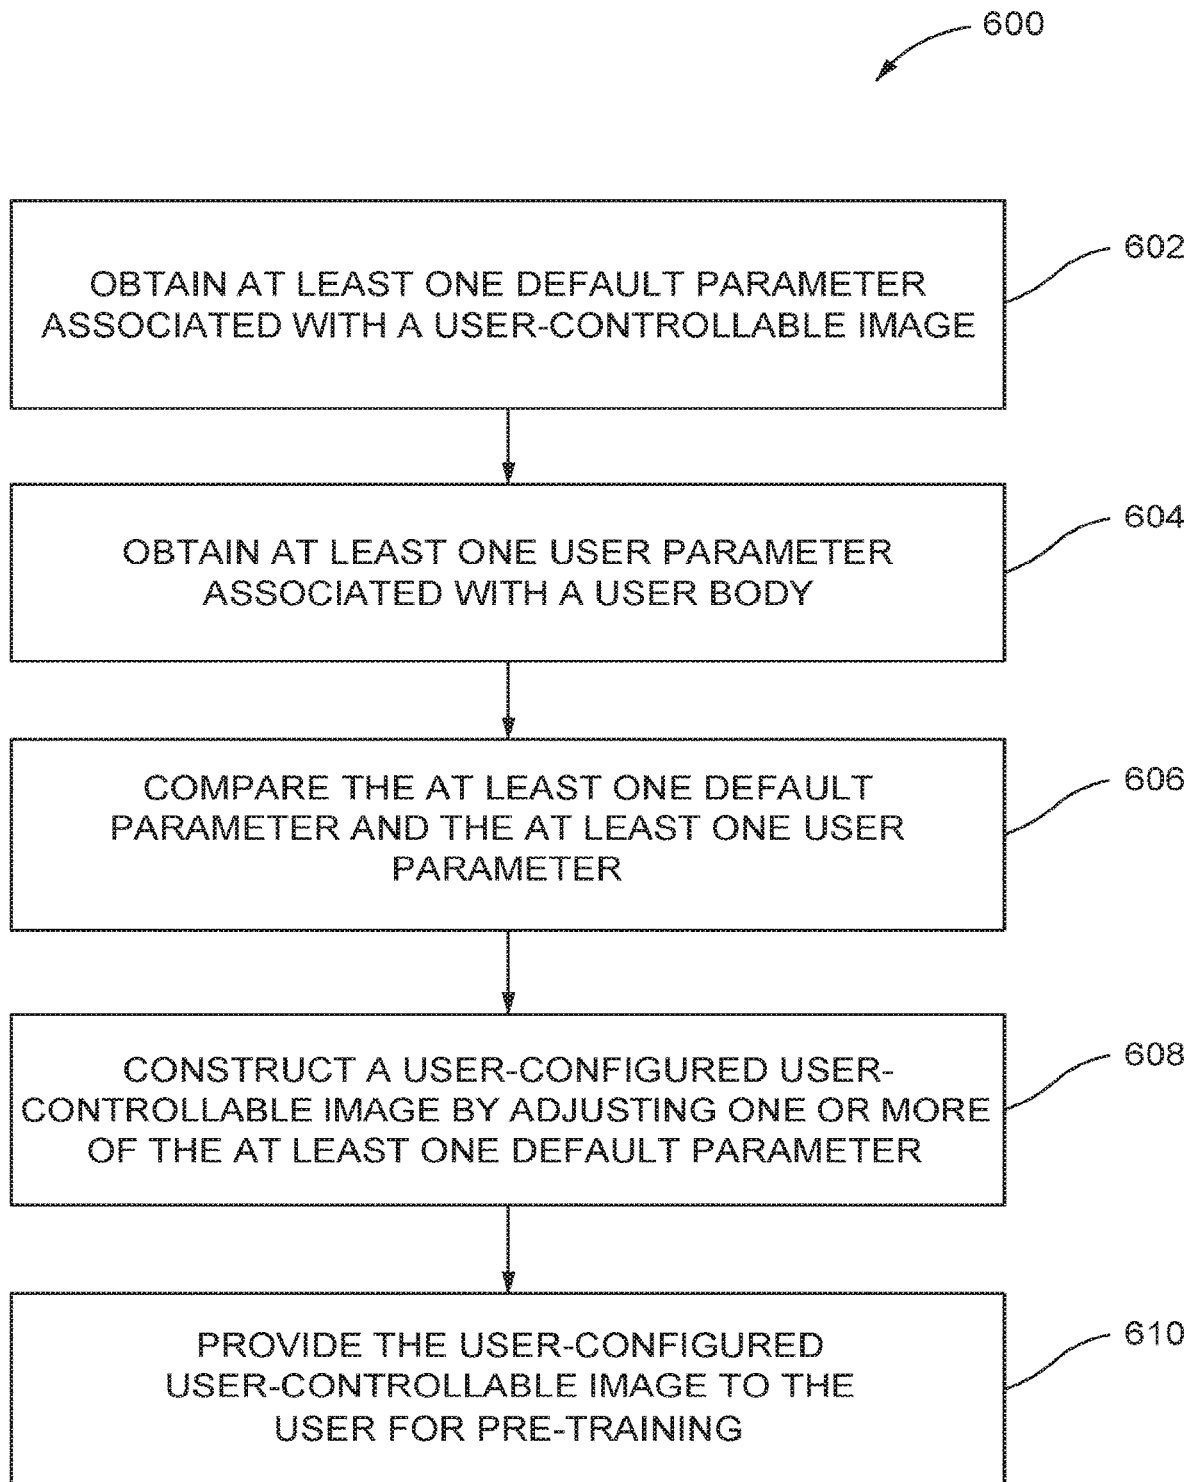 600
OBTAIN AT LEAST ONE DEFAULT PARAMETER
ASSOCIATED WITH A USER-CONTROLLABLE IMAGE
602
OBTAIN AT LEAST ONE USER PARAMETER
ASSOCIATED WITH A USER BODY
604
COMPARE THE AT LEAST ONE DEFAULT
PARAMETER AND THE AT LEAST ONE USER
PARAMETER
606
CONSTRUCT A USER-CONFIGURED USER-
CONTROLLABLE IMAGE BY ADJUSTING ONE OR MORE
OF THE AT LEAST ONE DEFAULT PARAMETER
608
PROVIDE THE USER-CONFIGURED
USER-CONTROLLABLE IMAGE TO THE
USER FOR PRE-TRAINING
610